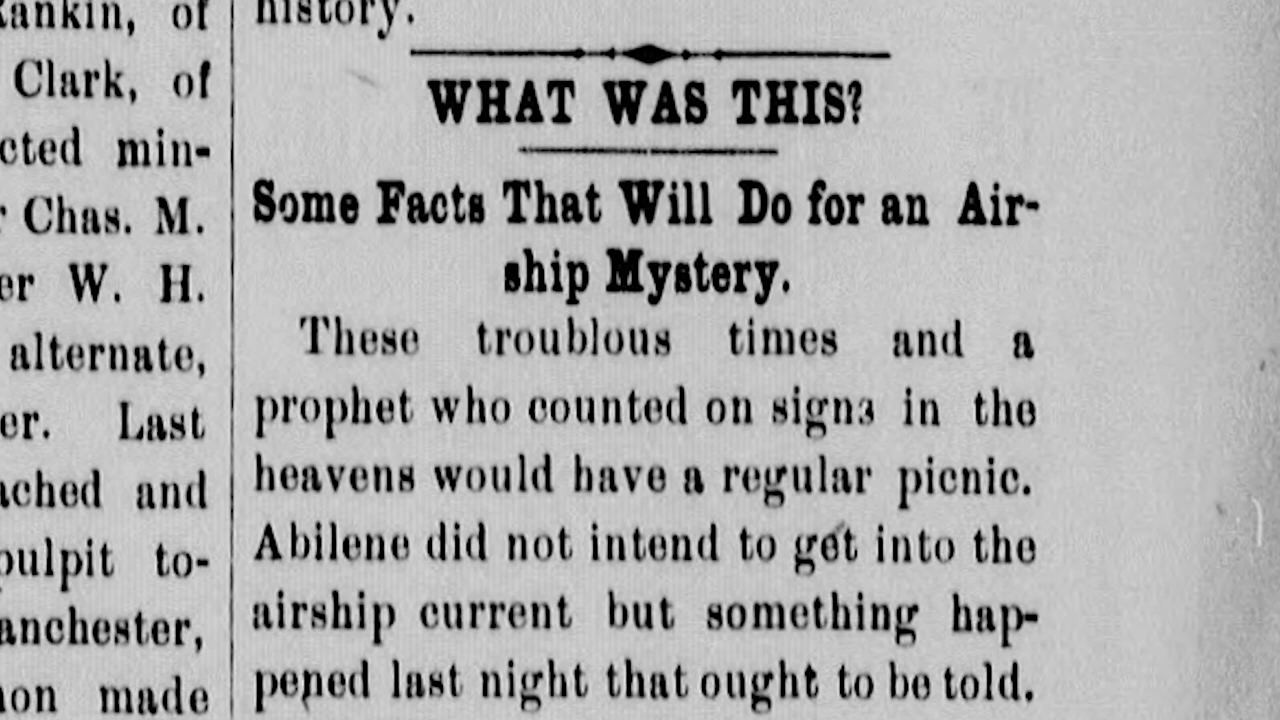 Rankin, of
Clark, of
cted min-
Chas. M.
er W. H.
alternate,
er. Last
ached and
pulpit to-
anchester,
on made
history.
WHAT WAS THIS?
Some Facts That Will Do for an Air-
ship Mystery.
These troublous times and a
prophet who counted on signs in the
heavens would have a regular picnic.
Abilene did not intend to get into the
airship current but something hap-
pened last night that ought to be told.